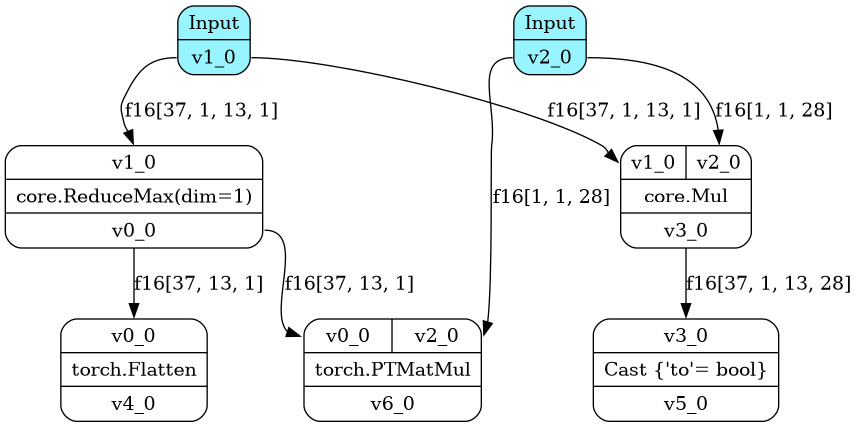 Input
v1_0
Input
v2_0
f16[37, 1, 13, 1]
f16[37, 1, 13, 1]
f16[1, 1, 28]
v1_0
core.ReduceMax(dim=1)
v0_0
f16[1, 1, 28]
v1_0 v2_0
core.Mul
v3_0
f16[37, 13, 1]
f16[37, 13, 1]
f16[37, 1, 13, 28]
v0_0
torch.Flatten
v4_0
v0_0 v2_0
torch.PTMatMul
v6_0
v3_0
Cast {'to'= bool}
v5_0